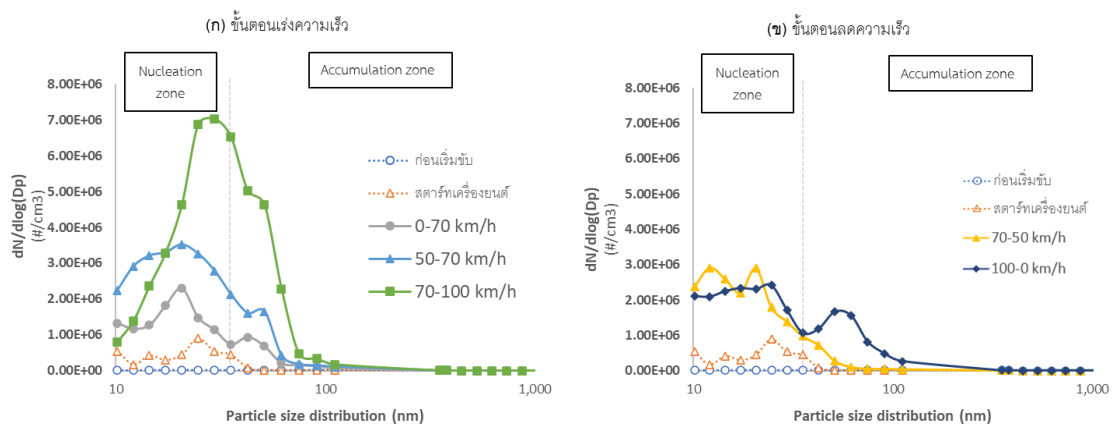 (ก) ขั้นตอนเร่งความเร็ว
Nucleation
zone
Accumulation zone
8.00E+06
7.00E+06
6.00E+06
5.00E+06
4.00E+06
3.00E+06
2.00E+06
1.00E+06
0.00E+00
dN/dlog(Dp)
(#/cm3)
10
100
1,000
Particle size distribution (nm)
ก่อนเริ่มขับ
สตาร์ทเครื่องยนต์
0-70 km/h
50-70 km/h
70-100 km/h
(ข) ขั้นตอนลดความเร็ว
Nucleation
zone
Accumulation zone
8.00E+06
7.00E+06
6.00E+06
5.00E+06
4.00E+06
3.00E+06
2.00E+06
1.00E+06
0.00E+00
dN/dlog(Dp)
(#/cm3)
10
100
1,000
Particle size distribution (nm)
ก่อนเริ่มขับ
สตาร์ทเครื่องยนต์
70-50 km/h
100-0 km/h